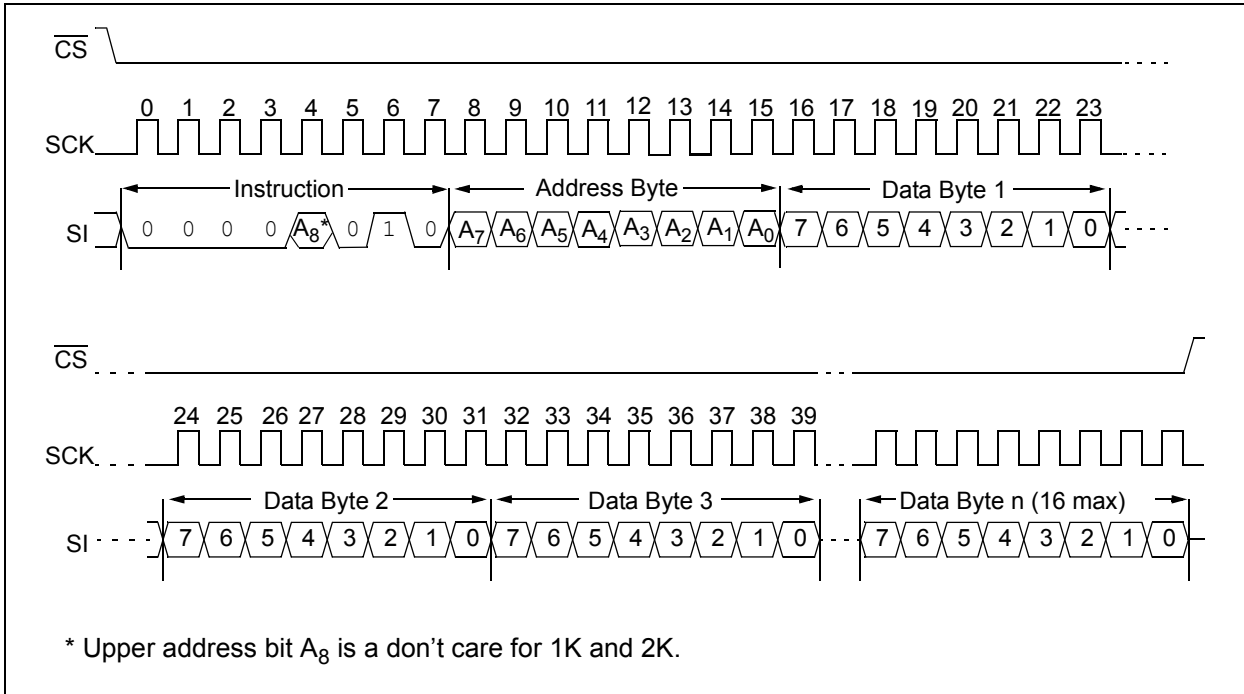 CS
0 1 2 3 4 5 6 7 8 9 10 11 12 13 14 15 16 17 18 19 20 21 22 23
SCK
Instruction Address Byte Data Byte 1
SI 0 0 0 0 A8* 0 1 0 A7 A6 A5 A4 A3 A2 A1 A0 7 6 5 4 3 2 1 0
CS
24 25 26 27 28 29 30 31 32 33 34 35 36 37 38 39
SCK
Data Byte 2 Data Byte 3 Data Byte n (16 max)
SI 7 6 5 4 3 2 1 0 7 6 5 4 3 2 1 0 7 6 5 4 3 2 1 0
* Upper address bit A8 is a don't care for 1K and 2K.